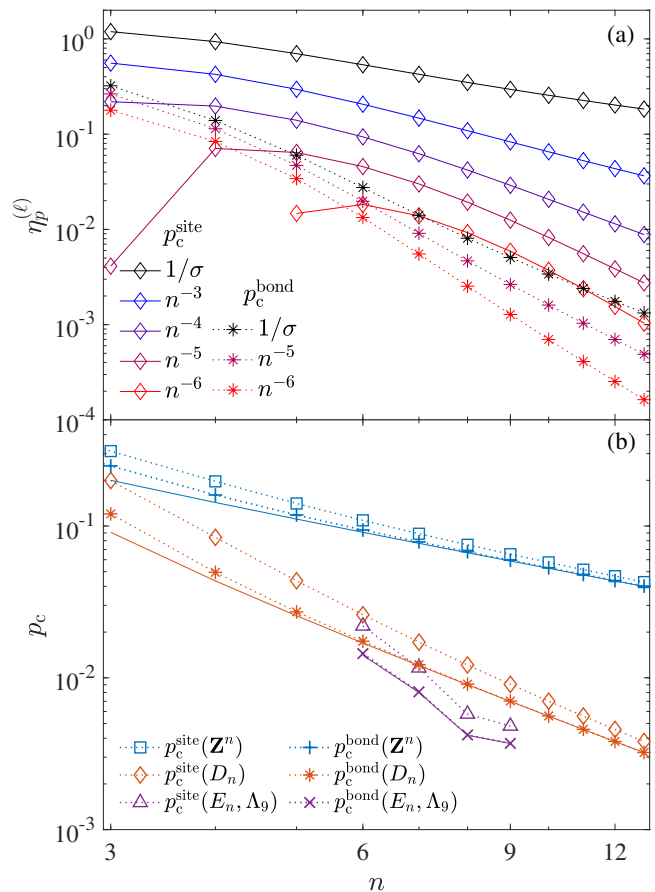 (a)
10^0
10^{-1}
10^{-2}
10^{-3}
10^{-4}
η_p^{(ℓ)}
p_c^{site}
1/σ
n^{-3}
n^{-4}
n^{-5}
n^{-6}
p_c^{bond}
1/σ
n^{-5}
n^{-6}
(b)
10^{-1}
10^{-2}
10^{-3}
p_c
p_c^{site}(𝐙^n)
p_c^{site}(D_n)
p_c^{site}(E_n, Λ_9)
p_c^{bond}(𝐙^n)
p_c^{bond}(D_n)
p_c^{bond}(E_n, Λ_9)
3 6 9 12
n